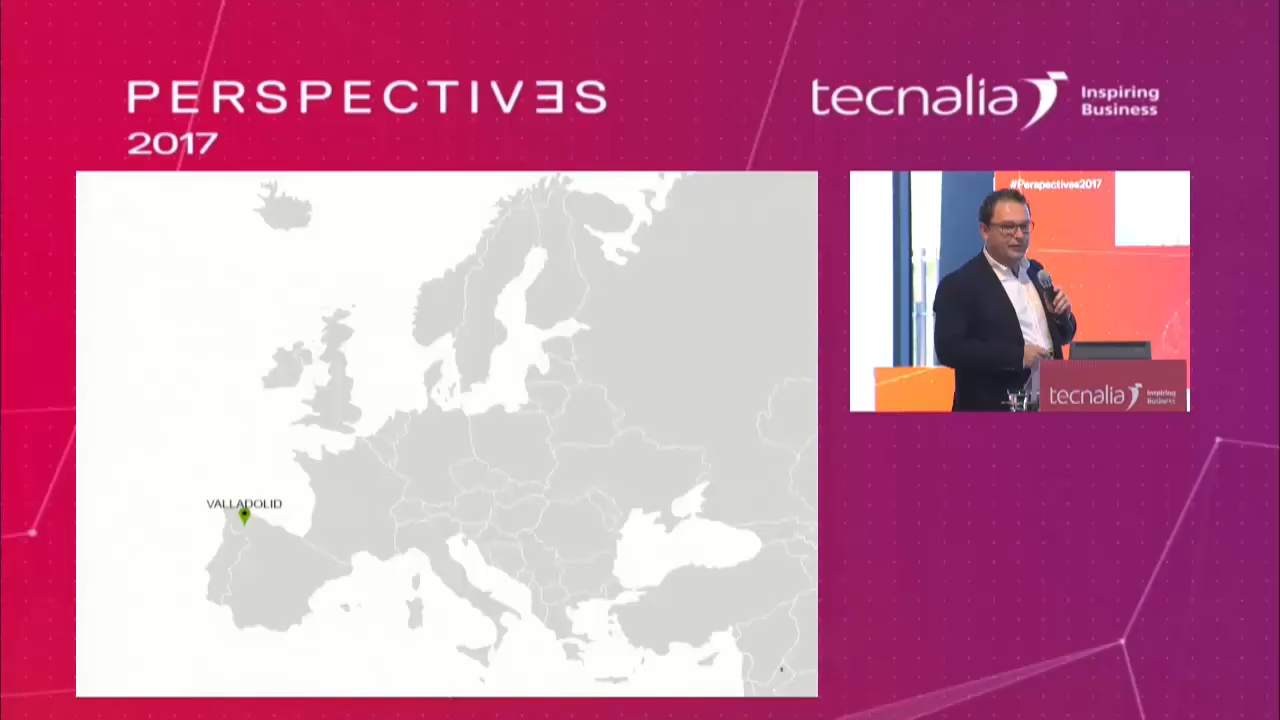 PERSPECTIVES
2017
tecnalia
Inspiring
Business
VALLADOLID
#Perspectives2017
tecnalia
Inspiring
Business